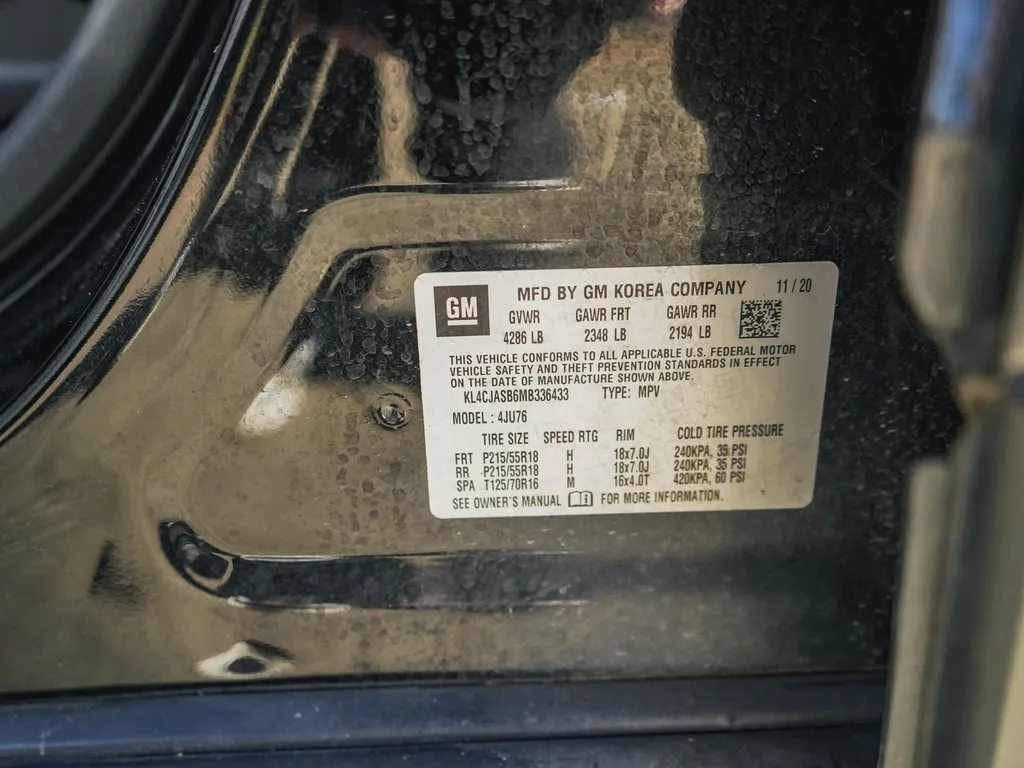 GM
MFD BY GM KOREA COMPANY 11 / 20
GVWR GAWR FRT GAWR RR
4286 LB 2348 LB 2194 LB
THIS VEHICLE CONFORMS TO ALL APPLICABLE U.S. FEDERAL MOTOR
VEHICLE SAFETY AND THEFT PREVENTION STANDARDS IN EFFECT
ON THE DATE OF MANUFACTURE SHOWN ABOVE.
KL4CJASB6MB336433 TYPE: MPV
MODEL : 4JU76
TIRE SIZE SPEED RTG RIM COLD TIRE PRESSURE
FRT P215/55R18 H 18x7.0J 240KPA, 35 PSI
RR P215/55R18 H 18x7.0J 240KPA, 35 PSI
SPA T125/70R16 M 16x4.0T 420KPA, 60 PSI
SEE OWNER'S MANUAL FOR MORE INFORMATION.